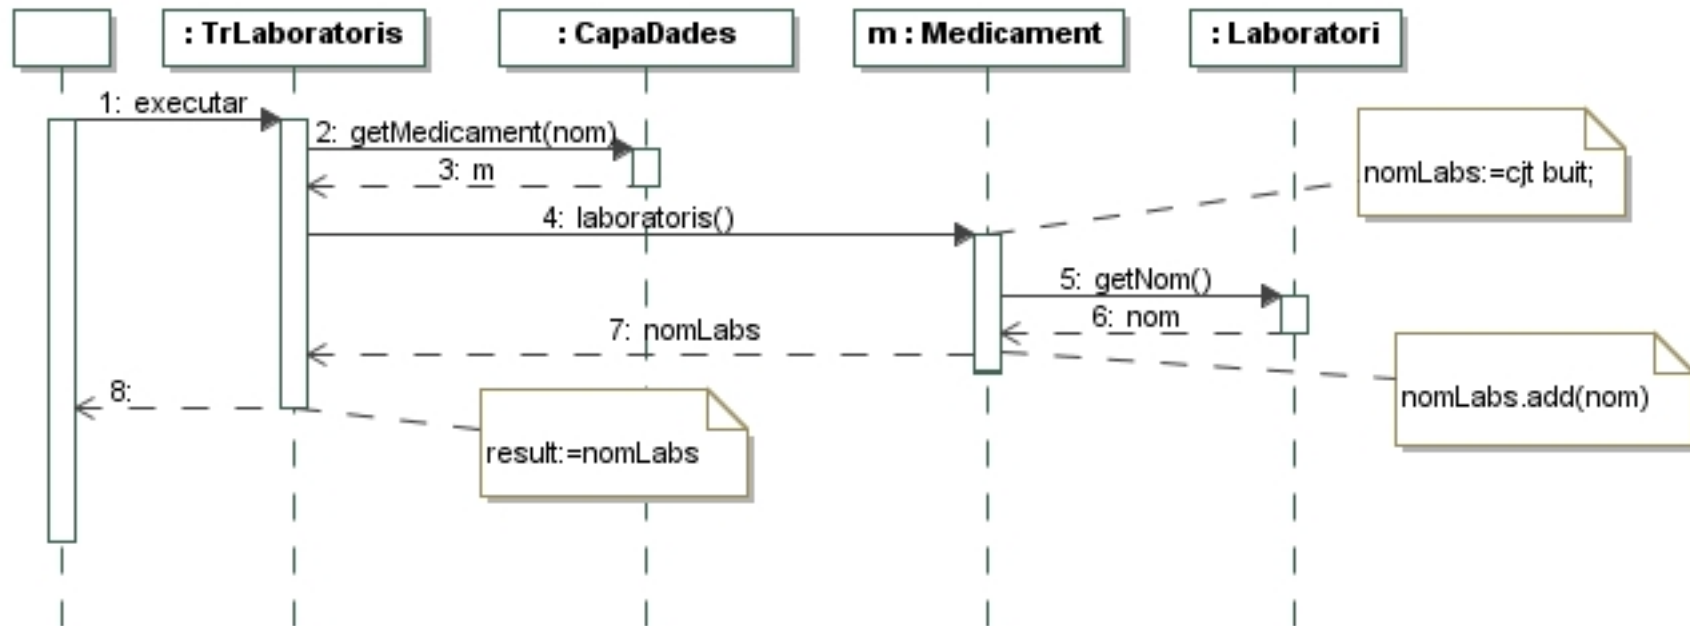 : TrLaboratoris
: CapaDades
m : Medicament
: Laboratori
1: executar
2: getMedicament(nom)
3: m
4: laboratoris()
nomLabs:=cjt buit;
5: getNom()
6: nom
7: nomLabs
nomLabs.add(nom)
8:
result:=nomLabs